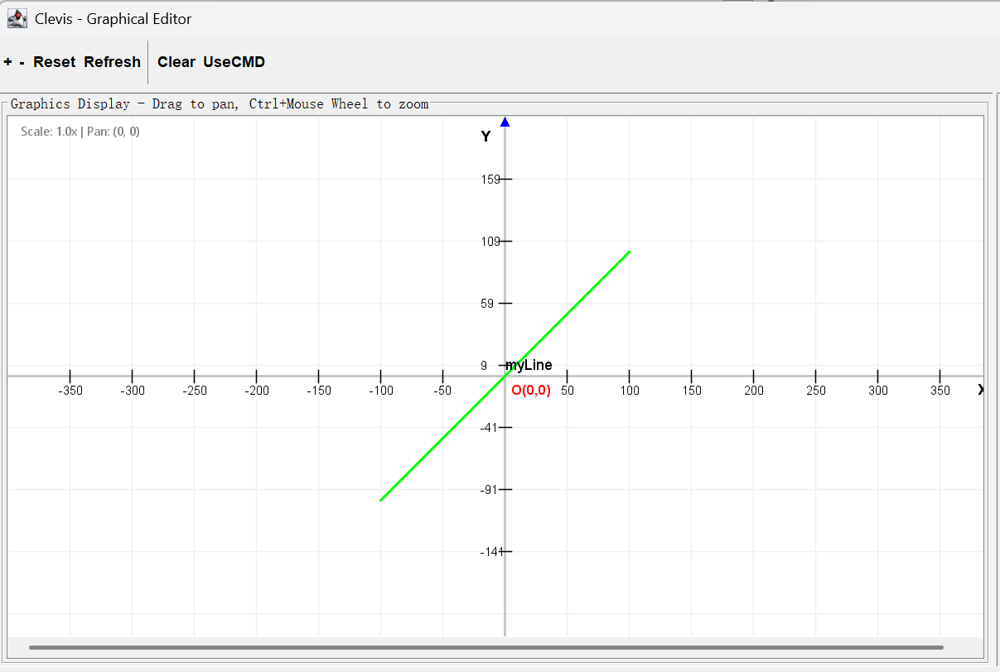 Clevis - Graphical Editor
+ - Reset Refresh Clear UseCMD
Graphics Display - Drag to pan, Ctrl+Mouse Wheel to zoom
Scale: 1.0x | Pan: (0, 0)
Y
159
109
59
9 myLine
-350 -300 -250 -200 -150 -100 -50 O(0,0) 50 100 150 200 250 300 350 X
-41
-91
-141